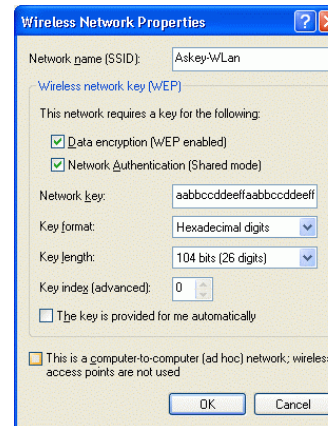 Wireless Network Properties
Network name (SSID): Askey-WLan
Wireless network key (WEP)
This network requires a key for the following:
Data encryption (WEP enabled)
Network Authentication (Shared mode)
Network key: aabbccddeeffaabbccddeeff
Key format: Hexadecimal digits
Key length: 104 bits (26 digits)
Key index (advanced): 0
The key is provided for me automatically
This is a computer-to-computer (ad hoc) network; wireless
access points are not used
OK Cancel